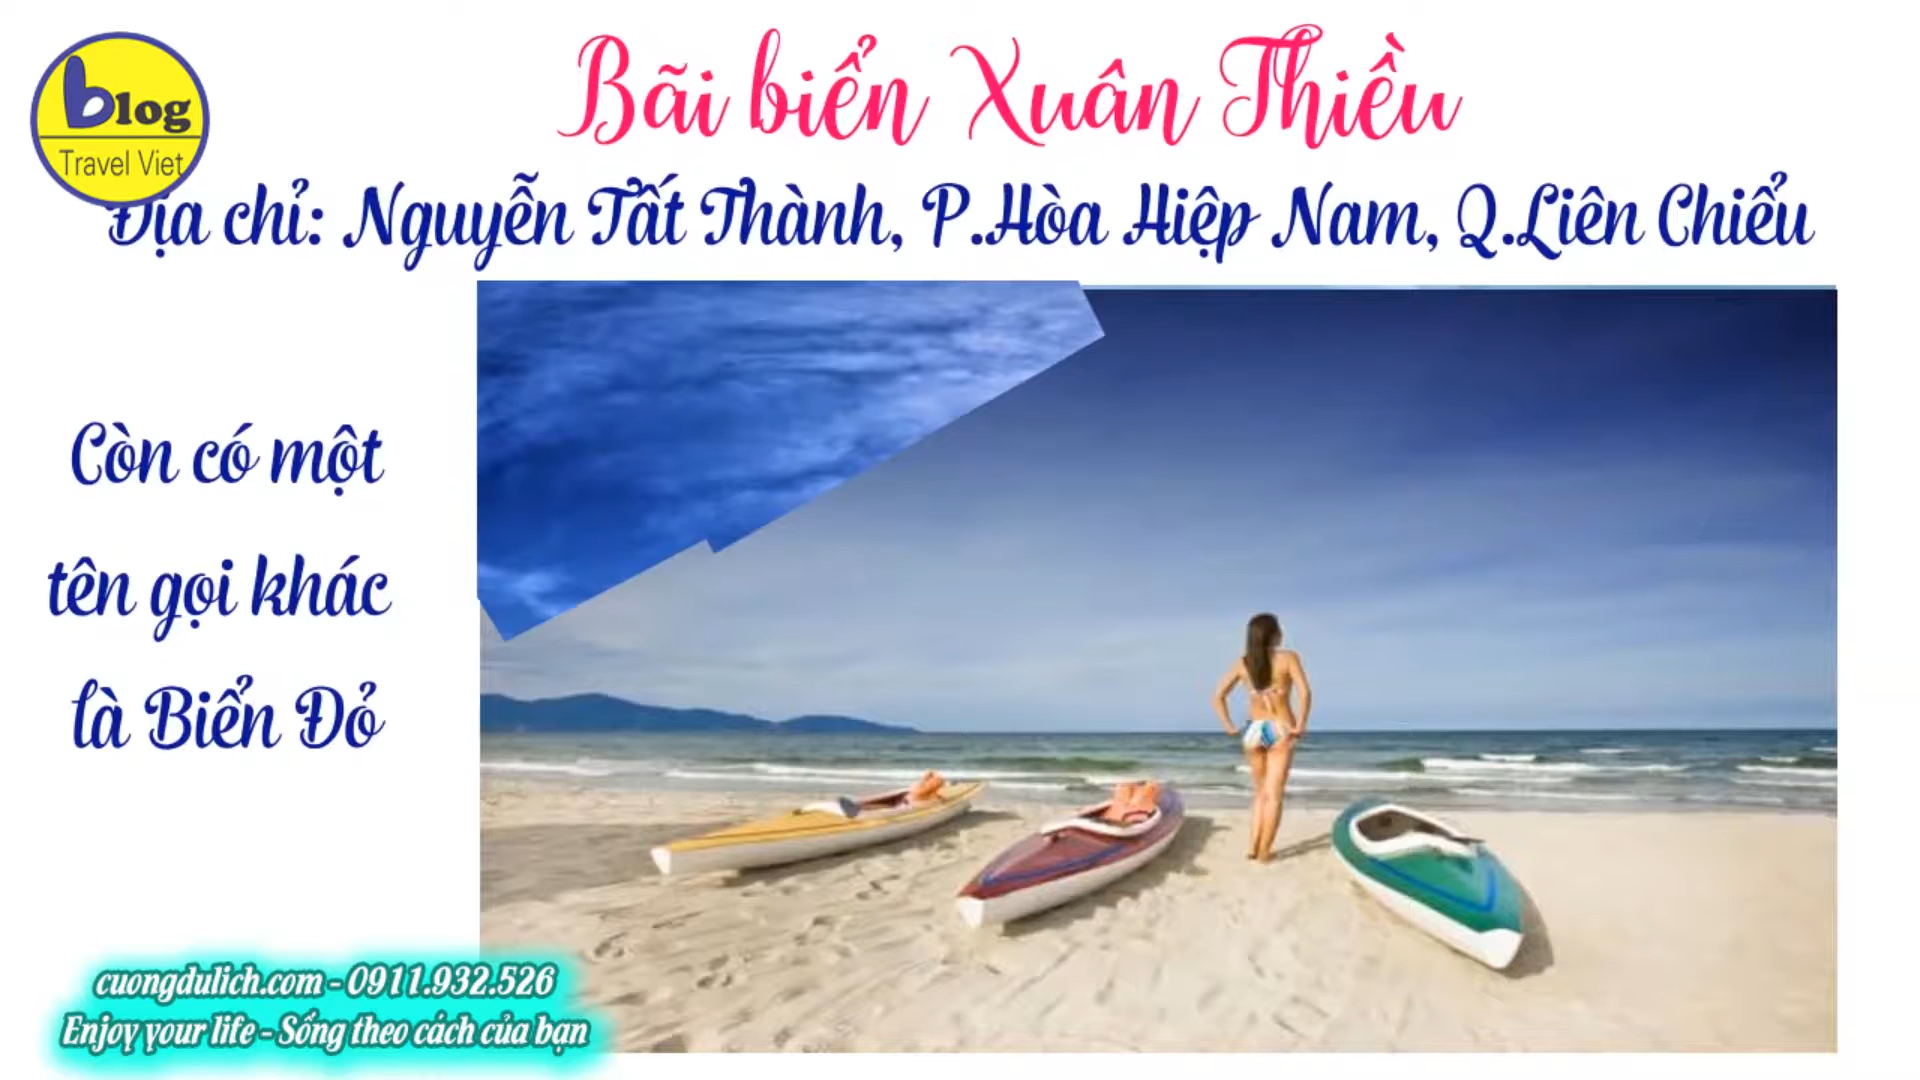 Bãi biển Xuân Thiều
blog
Travel Viet
Địa chỉ: Nguyễn Tất Thành, P.Hòa Hiệp Nam, Q.Liên Chiểu
Còn có một
tên gọi khác
là Biển Đỏ
cuongdulich.com - 0911.932.526
Enjoy your life - Sống theo cách của bạn